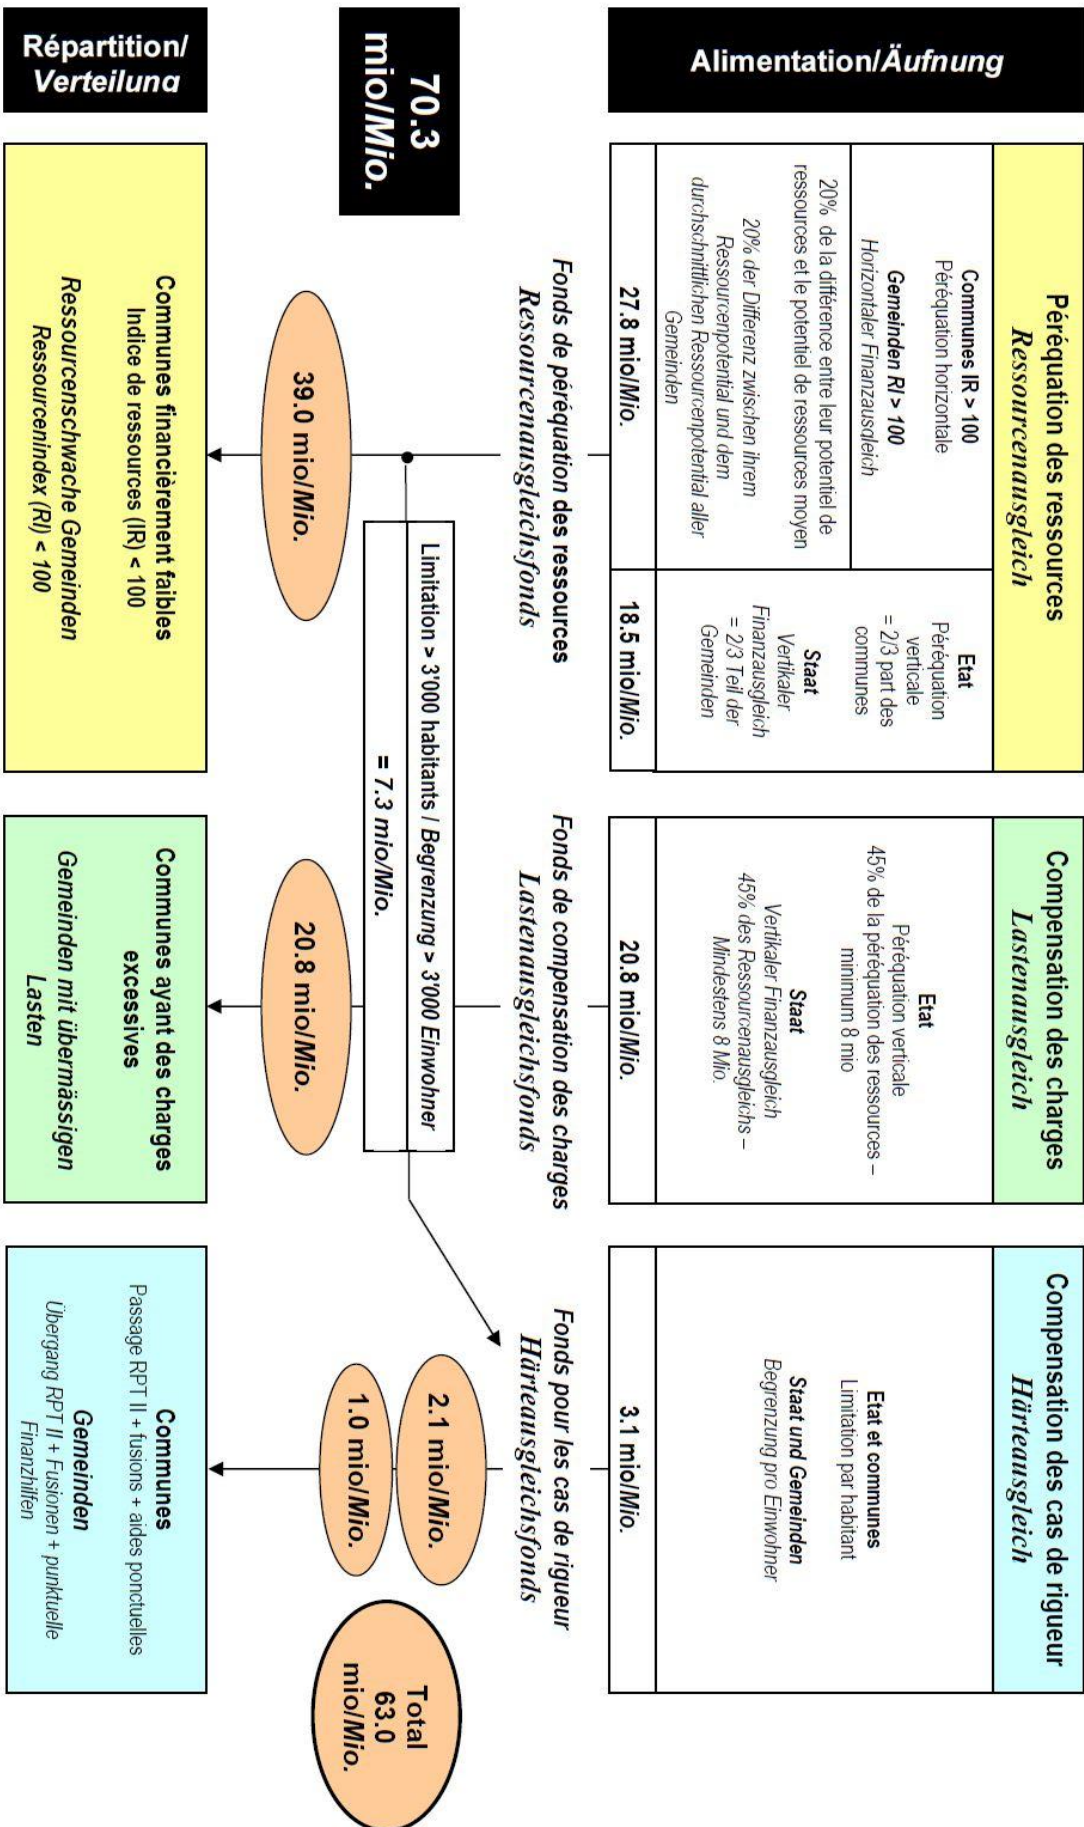 Alimentation/Äufnung
Péréquation des ressources
Ressourcenausgleich
Communes IR > 100
Péréquation horizontale
Gemeinden RI > 100
Horizontaler Finanzausgleich
20% de la différence entre leur potentiel de
ressources et le potentiel de ressources moyen
20% der Differenz zwischen ihrem
Ressourcenpotential und dem
durchschnittlichen Ressourcenpotential aller
Gemeinden
27.8 mio/Mio.
Etat
Péréquation
verticale
= 2/3 part des
communes
Staat
Vertikaler
Finanzausgleich
= 2/3 Teil der
Gemeinden
18.5 mio/Mio.
Compensation des charges
Lastenausgleich
Etat
Péréquation verticale
45% de la péréquation des ressources –
minimum 8 mio
Staat
Vertikaler Finanzausgleich
45% des Ressourcenausgleichs –
Mindestens 8 Mio.
20.8 mio/Mio.
Compensation des cas de rigueur
Härteausgleich
Etat et communes
Limitation par habitant
Staat und Gemeinden
Begrenzung pro Einwohner
3.1 mio/Mio.
70.3
mio/Mio.
Fonds de péréquation des ressources
Ressourcenausgleichsfonds
Fonds de compensation des charges
Lastenausgleichsfonds
Fonds pour les cas de rigueur
Härteausgleichsfonds
Limitation > 3'000 habitants / Begrenzung > 3'000 Einwohner
= 7.3 mio/Mio.
39.0 mio/Mio.
20.8 mio/Mio.
2.1 mio/Mio.
1.0 mio/Mio.
Total
63.0
mio/Mio.
Répartition/
Verteilung
Communes financièrement faibles
Indice de ressources (IR) < 100
Ressourcenschwache Gemeinden
Ressourcenindex (RI) < 100
Communes ayant des charges
excessives
Gemeinden mit übermässigen
Lasten
Communes
Passage RPT II + fusions + aides ponctuelles
Gemeinden
Übergang RPT II + Fusionen + punktuelle
Finanzhilfen